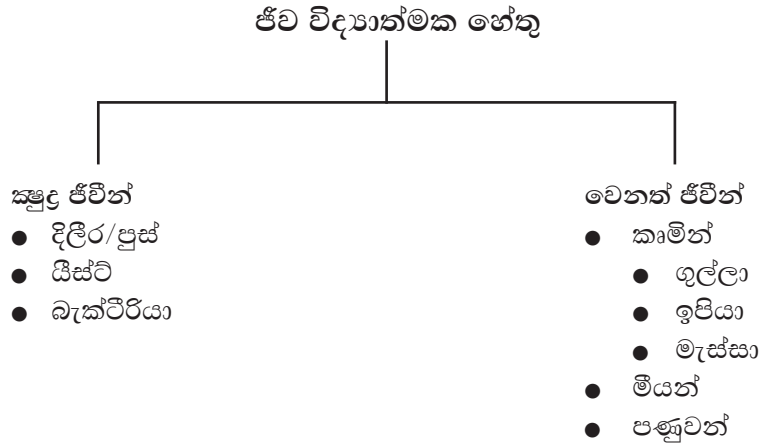 ජීව විද්‍යාත්මක හේතු
ක්‍ෂුද්‍ර ජීවීන්
● දිලීර/පුස්
● යීස්ට්
● බැක්ටීරියා
වෙනත් ජීවීන්
● කෘමින්
● ගුල්ලා
● ඉපියා
● මැස්සා
● මීයන්
● පණුවන්